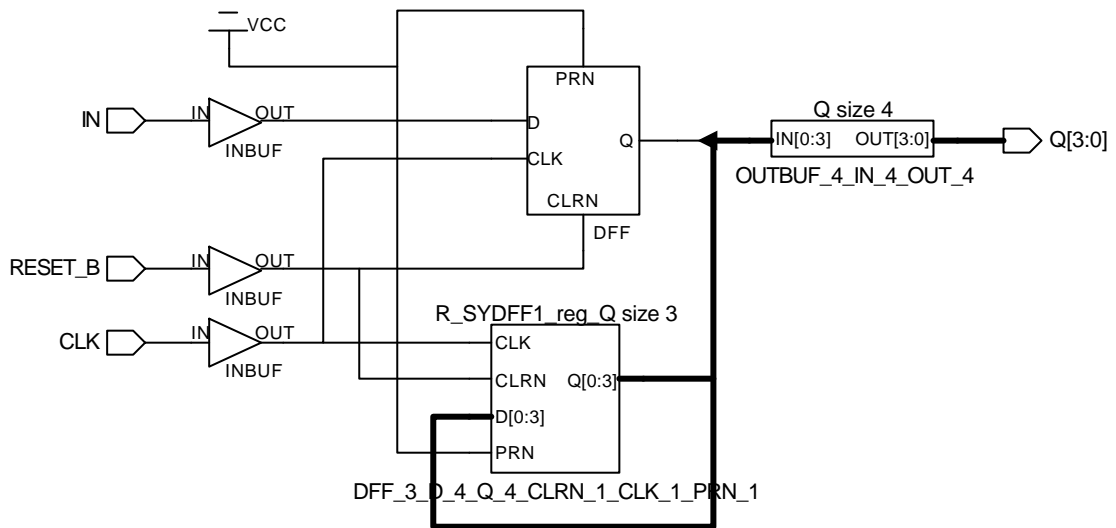 VCC
PRN
IN
IN
OUT
INBUF
D
CLK
Q
CLRN
DFF
Q size 4
IN[0:3]
OUT[3:0]
OUTBUF_4_IN_4_OUT_4
Q[3:0]
RESET_B
IN
OUT
INBUF
CLK
IN
OUT
INBUF
R_SYDFF1_reg_Q size 3
CLK
CLRN
Q[0:3]
D[0:3]
PRN
DFF_3_D_4_Q_4_CLRN_1_CLK_1_PRN_1